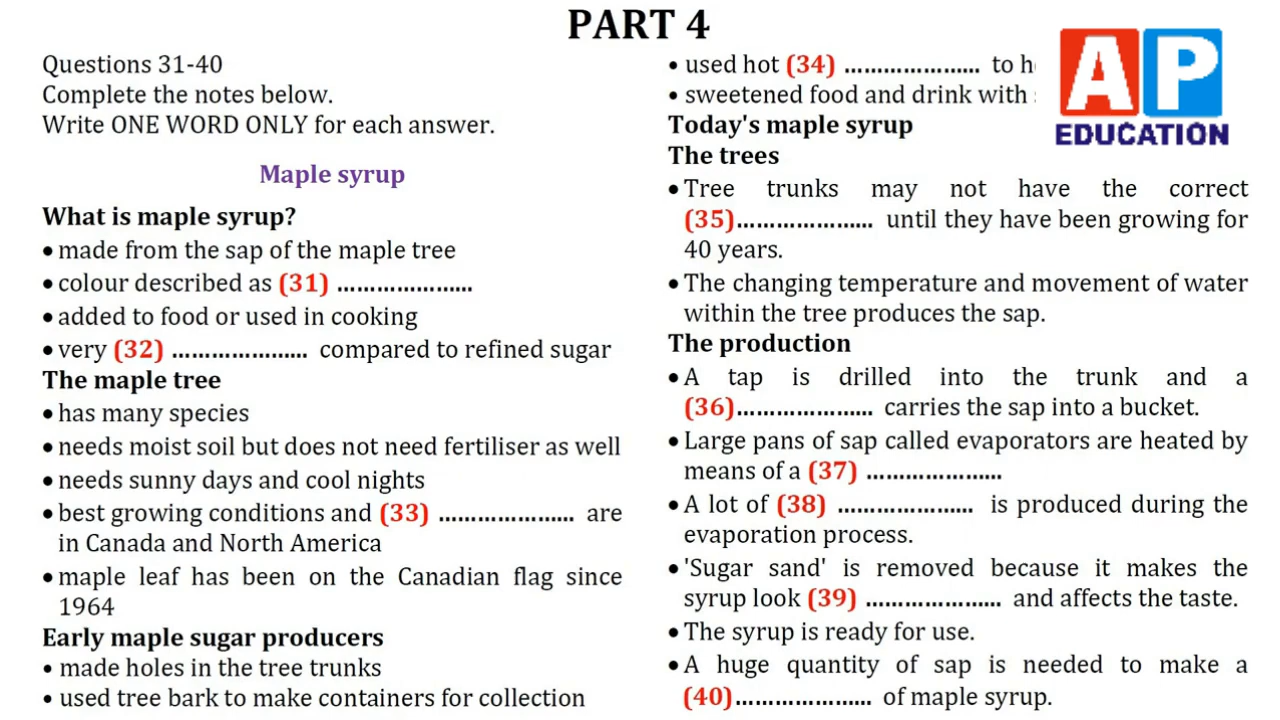 PART 4
Questions 31-40
Complete the notes below.
Write ONE WORD ONLY for each answer.
Maple syrup
What is maple syrup?
• made from the sap of the maple tree
• colour described as (31) .....................
• added to food or used in cooking
• very (32) ..................... compared to refined sugar
The maple tree
• has many species
• needs moist soil but does not need fertiliser as well
• needs sunny days and cool nights
• best growing conditions and (33) ..................... are
in Canada and North America
• maple leaf has been on the Canadian flag since
1964
Early maple sugar producers
• made holes in the tree trunks
• used tree bark to make containers for collection
• used hot (34) ..................... to
• sweetened food and drink with
Today's maple syrup
The trees
• Tree trunks may not have the correct
(35)..................... until they have been growing for
40 years.
• The changing temperature and movement of water
within the tree produces the sap.
The production
• A tap is drilled into the trunk and a
(36)..................... carries the sap into a bucket.
• Large pans of sap called evaporators are heated by
means of a (37) .....................
• A lot of (38) ..................... is produced during the
evaporation process.
• 'Sugar sand' is removed because it makes the
syrup look (39) ..................... and affects the taste.
• The syrup is ready for use.
• A huge quantity of sap is needed to make a
(40)..................... of maple syrup.
AP
EDUCATION